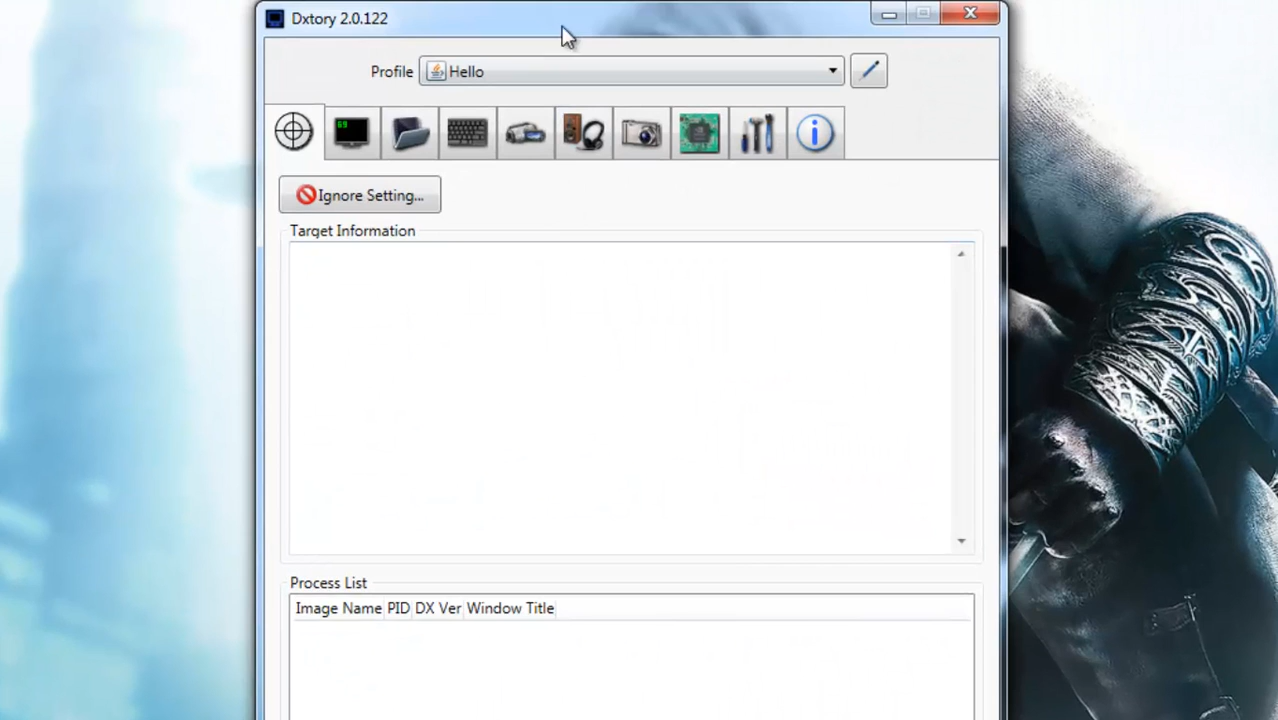 Dxtory 2.0.122
Profile Hello
69
Ignore Setting...
Target Information
Process List
Image Name PID DX Ver Window Title